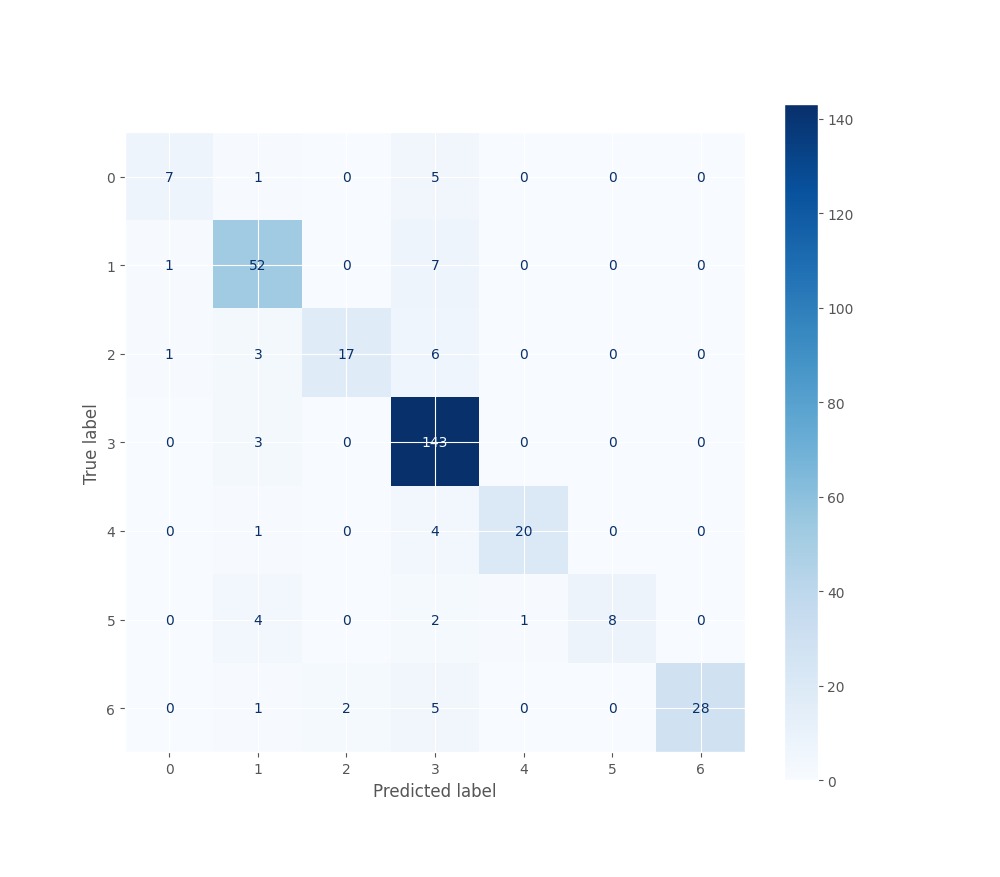 0 7 1 0 5 0 0 0
1 1 52 0 7 0 0 0
2 1 3 17 6 0 0 0
3 0 3 0 143 0 0 0
4 0 1 0 4 20 0 0
5 0 4 0 2 1 8 0
6 0 1 2 5 0 0 28
0 1 2 3 4 5 6
Predicted label
True label
140
120
100
80
60
40
20
0